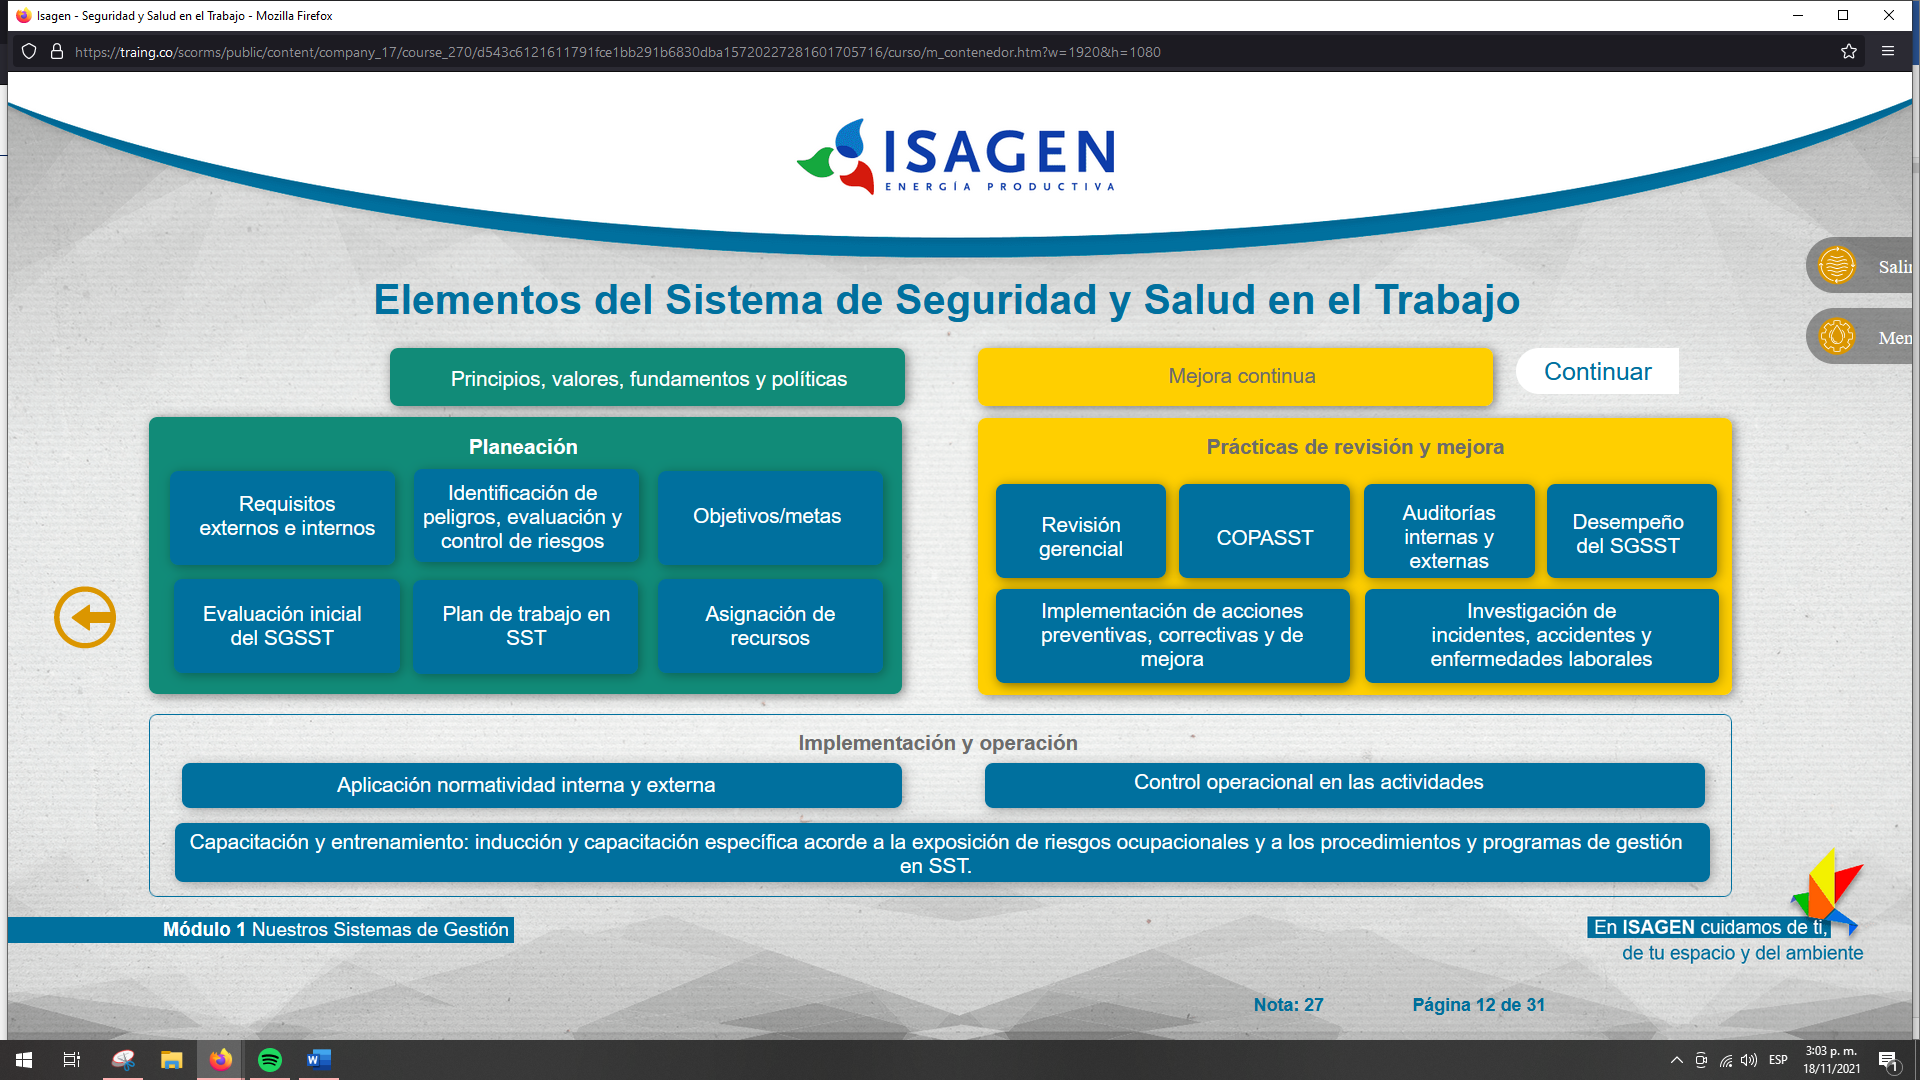 Isagen - Seguridad y Salud en el Trabajo - Mozilla Firefox
https://traing.co/scorms/public/content/company_17/course_270/d543c6121611791fce1bb291b6830dba15720227281601705716/curso/m_contenedor.htm?w=1920&h=1080
ISAGEN
ENERGÍA PRODUCTIVA
Salir
Men
Elementos del Sistema de Seguridad y Salud en el Trabajo
Principios, valores, fundamentos y políticas
Mejora continua
Continuar
Planeación
Requisitos
externos e internos
Identificación de
peligros, evaluación y
control de riesgos
Objetivos/metas
Evaluación inicial
del SGSST
Plan de trabajo en
SST
Asignación de
recursos
Prácticas de revisión y mejora
Revisión
gerencial
COPASST
Auditorías
internas y
externas
Desempeño
del SGSST
Implementación de acciones
preventivas, correctivas y de
mejora
Investigación de
incidentes, accidentes y
enfermedades laborales
Implementación y operación
Aplicación normatividad interna y externa
Control operacional en las actividades
Capacitación y entrenamiento: inducción y capacitación específica acorde a la exposición de riesgos ocupacionales y a los procedimientos y programas de gestión
en SST.
Módulo 1 Nuestros Sistemas de Gestión
En ISAGEN cuidamos de ti,
de tu espacio y del ambiente
Nota: 27
Página 12 de 31
W
ESP
3:03 p. m.
18/11/2021
1